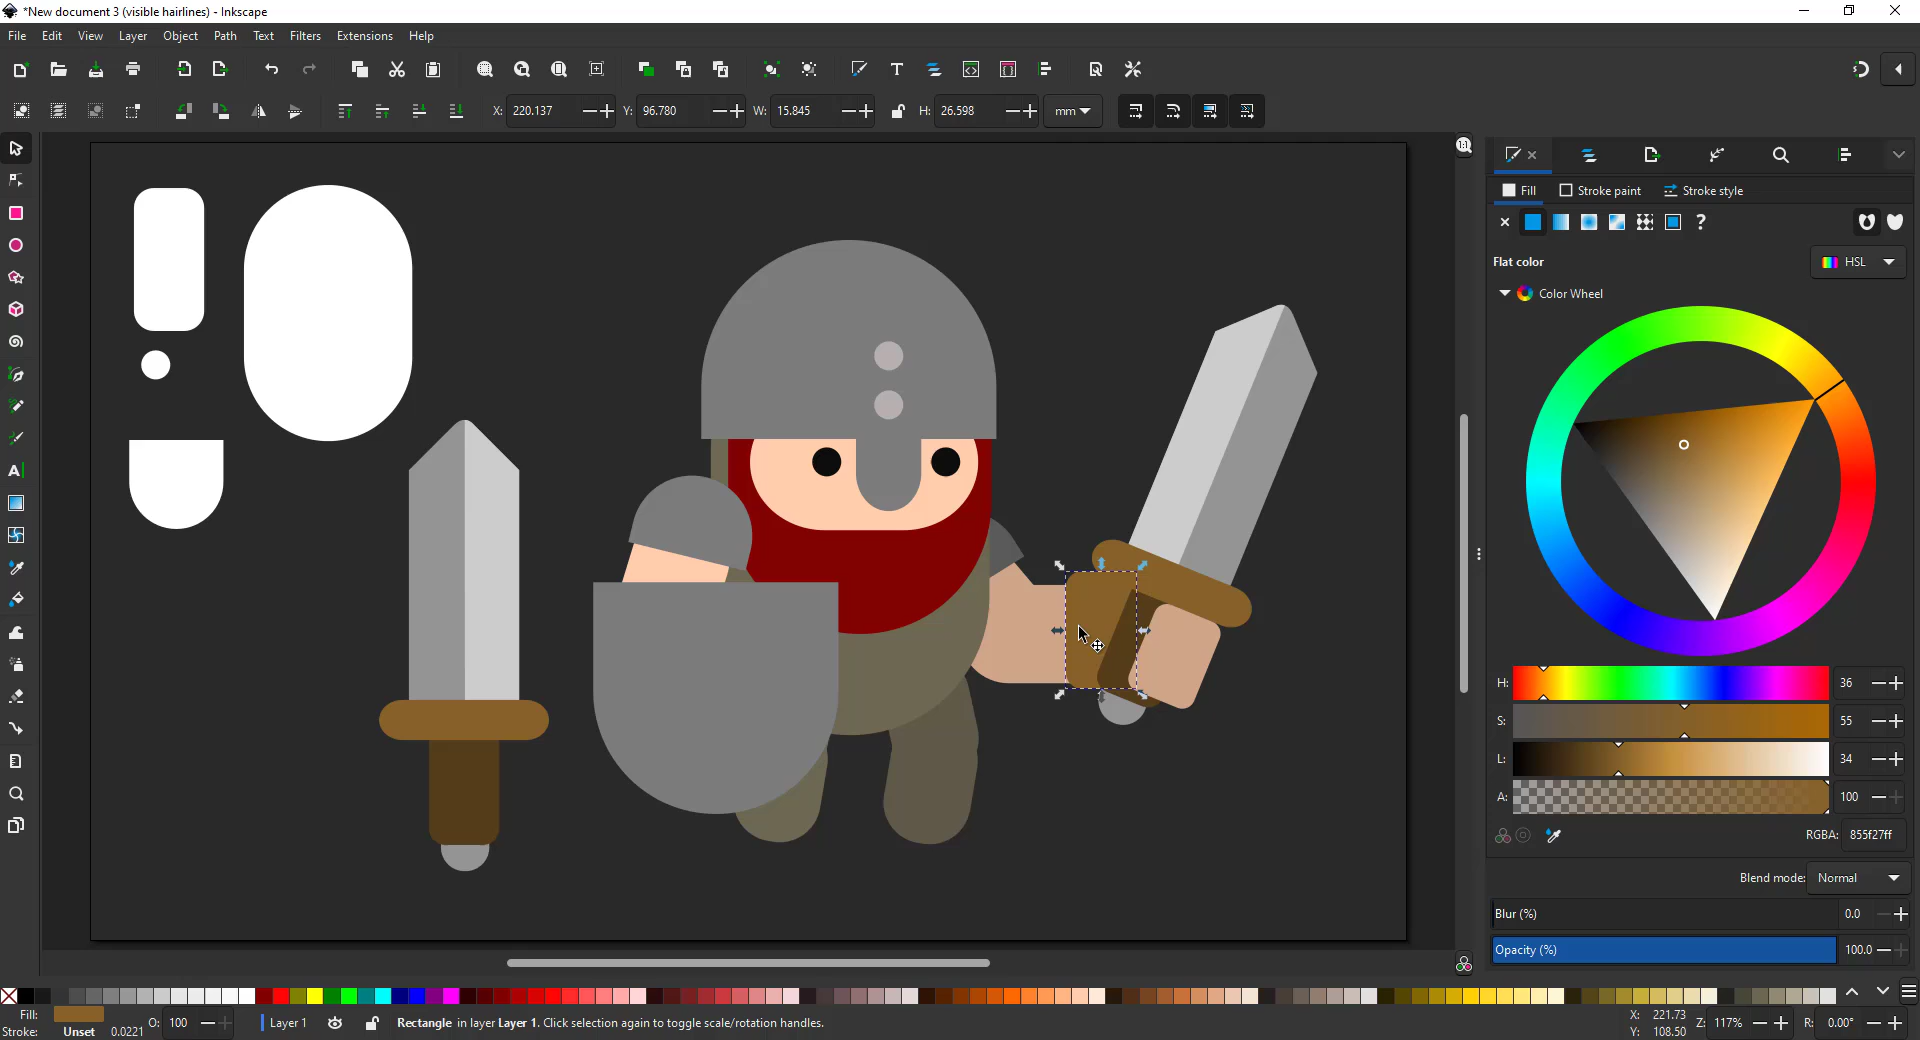 *New document 3 (visible hairlines) - Inkscape
File Edit View Layer Object Path Text Filters Extensions Help
X: 220.137 Y: 96.780 W: 15.845 H: 26.598 mm
1:1
Fill Stroke paint Stroke style
?
Flat color HSL
Color Wheel
H: 36
S: 55
L: 34
A: 100
RGBA: 855f27ff
Blend mode: Normal
Blur (%) 0.0
Opacity (%) 100.0
Fill:
Stroke: Unset 0.0221 O: 100 Layer 1 Rectangle in layer Layer 1. Click selection again to toggle scale/rotation handles.
X: 221.73
Y: 108.50
Z: 117% R: 0.00°